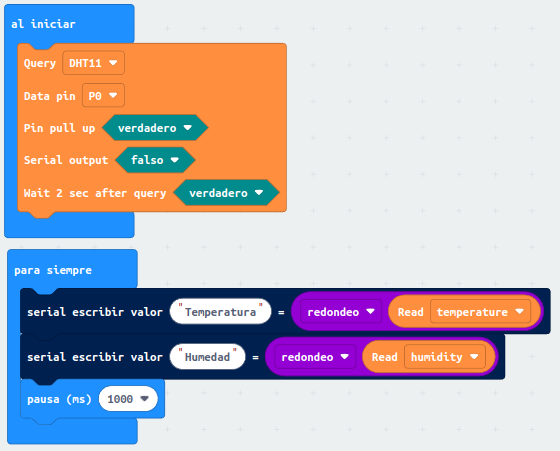 al iniciar
Query DHT11
Data pin P0
Pin pull up verdadero
Serial output falso
Wait 2 sec after query verdadero
para siempre
serial escribir valor "Temperatura" = redondeo Read temperature
serial escribir valor "Humedad" = redondeo Read humidity
pausa (ms) 1000